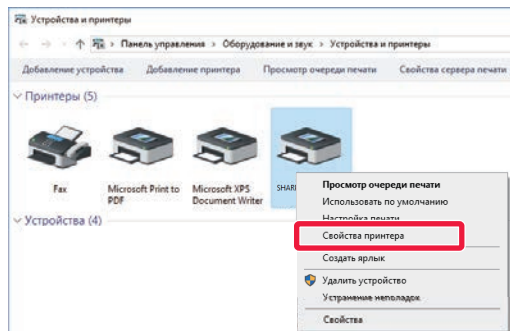 Устройства и принтеры
Панель управления › Оборудование и звук › Устройства и принтеры
Добавление устройства Добавление принтера Просмотр очереди печати Свойства сервера печати
Принтеры (5)
Fax
Microsoft Print to
PDF
Microsoft XPS
Document Writer
Просмотр очереди печати
Использовать по умолчанию
Настройка печати
Свойства принтера
Создать ярлык
Удалить устройство
Устранение неполадок
Свойства
Устройства (4)